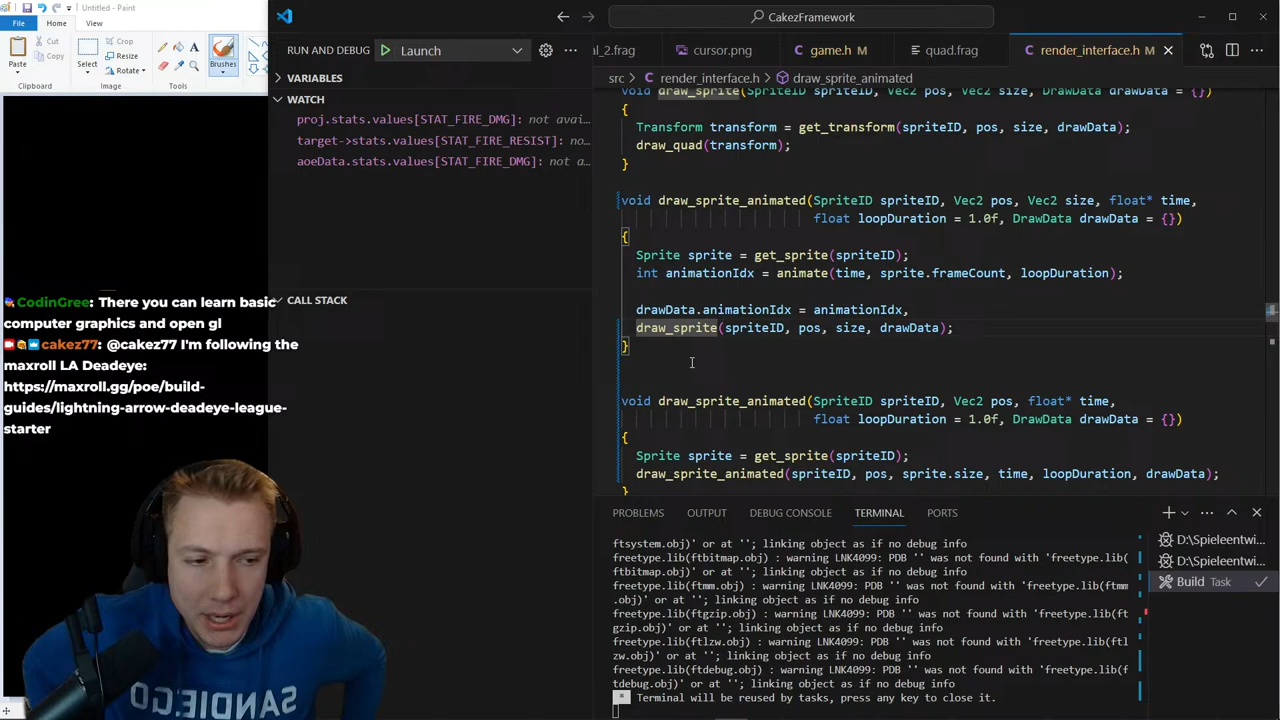 Untitled - Paint
File
Home
View
Paste
Cut
Copy
Clipboard
Select
Crop
Resize
Rotate
Image
Tools
Brushes
CakezFramework
RUN AND DEBUG
Launch
al_2.frag
cursor.png
game.h M
quad.frag
render_interface.h M
VARIABLES
src > render_interface.h > draw_sprite_animated
WATCH
proj.stats.values[STAT_FIRE_DMG]: not avai…
target->stats.values[STAT_FIRE_RESIST]: no…
aoeData.stats.values[STAT_FIRE_DMG]: not a…
CALL STACK
void draw_sprite(SpriteID spriteID, Vec2 pos, Vec2 size, DrawData drawData = {})
{
Transform transform = get_transform(spriteID, pos, size, drawData);
draw_quad(transform);
}
void draw_sprite_animated(SpriteID spriteID, Vec2 pos, Vec2 size, float* time,
float loopDuration = 1.0f, DrawData drawData = {})
{
Sprite sprite = get_sprite(spriteID);
int animationIdx = animate(time, sprite.frameCount, loopDuration);
drawData.animationIdx = animationIdx,
draw_sprite(spriteID, pos, size, drawData);
}
void draw_sprite_animated(SpriteID spriteID, Vec2 pos, float* time,
float loopDuration = 1.0f, DrawData drawData = {})
{
Sprite sprite = get_sprite(spriteID);
draw_sprite_animated(spriteID, pos, sprite.size, time, loopDuration, drawData);
}
CodinGree: There you can learn basic
computer graphics and open gl
cakez77: @cakez77 I'm following the
maxroll LA Deadeye:
https://maxroll.gg/poe/build-
guides/lightning-arrow-deadeye-league-
starter
PROBLEMS
OUTPUT
DEBUG CONSOLE
TERMINAL
PORTS
ftsystem.obj)' or at ''; linking object as if no debug info
freetype.lib(ftbitmap.obj) : warning LNK4099: PDB '' was not found with 'freetype.lib(
ftbitmap.obj)' or at ''; linking object as if no debug info
freetype.lib(ftmm.obj) : warning LNK4099: PDB '' was not found with 'freetype.lib(ftmm
.obj)' or at ''; linking object as if no debug info
freetype.lib(ftgzip.obj) : warning LNK4099: PDB '' was not found with 'freetype.lib(ft
gzip.obj)' or at ''; linking object as if no debug info
freetype.lib(ftlzw.obj) : warning LNK4099: PDB '' was not found with 'freetype.lib(ftl
zw.obj)' or at ''; linking object as if no debug info
freetype.lib(ftdebug.obj) : warning LNK4099: PDB '' was not found with 'freetype.lib(f
tdebug.obj)' or at ''; linking object as if no debug info
* Terminal will be reused by tasks, press any key to close it.
D:\Spieleentwi...
D:\Spieleentwi...
Build Task
SANDIEGO